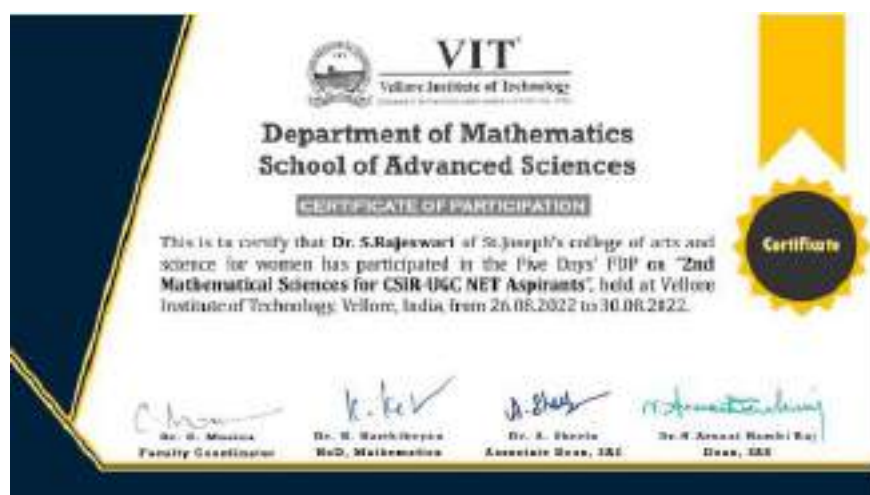 VIT
Vellore Institute of Technology
Department of Mathematics
School of Advanced Sciences
CERTIFICATE OF PARTICIPATION
This is to certify that Dr. S.Rajeswari of St.Joseph's college of arts and
science for women has participated in the Five Days' FDP on "2nd
Mathematical Sciences for CSIR-UGC NET Aspirants", held at Vellore
Institute of Technology, Vellore, India, from 26.08.2022 to 30.08.2022.
Certificate
Faculty Coordinator
HoD, Mathematics
Associate Dean, SAS
Dean, SAS